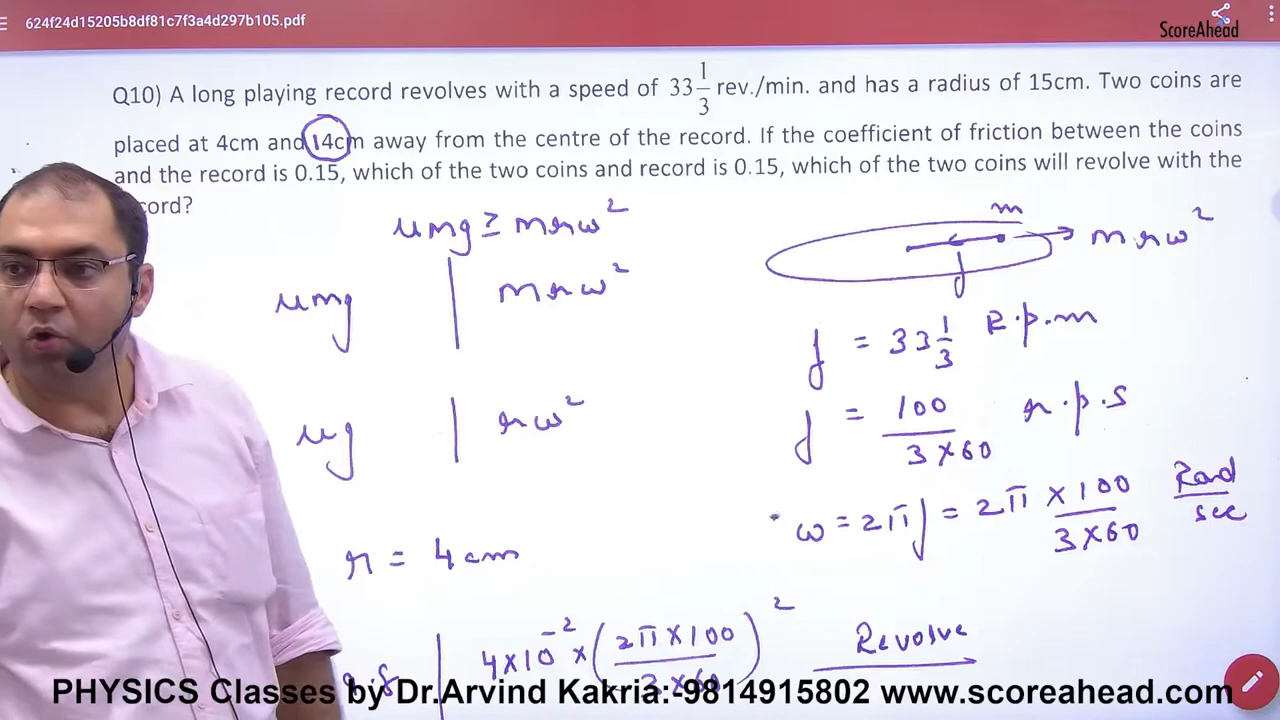 624f24d15205b8df81c7f3a4d297b105.pdf
ScoreAhead
Q10) A long playing record revolves with a speed of 33 1/3 rev./min. and has a radius of 15cm. Two coins are
placed at 4cm and 14cm away from the centre of the record. If the coefficient of friction between the coins
and the record is 0.15, which of the two coins and record is 0.15, which of the two coins will revolve with the
cord?
μmg ≥ mrω²
μmg | mrω²
μg | rω²
r = 4cm
4×10⁻² × (2π×100 / 3×60)²
Revolve
m
mrω²
f
f = 33 1/3 R.p.m
f = 100 / 3×60 r.p.s
ω = 2πf = 2π × 100 / 3×60 Rad/sec
PHYSICS Classes by Dr.Arvind Kakria:-9814915802 www.scoreahead.com